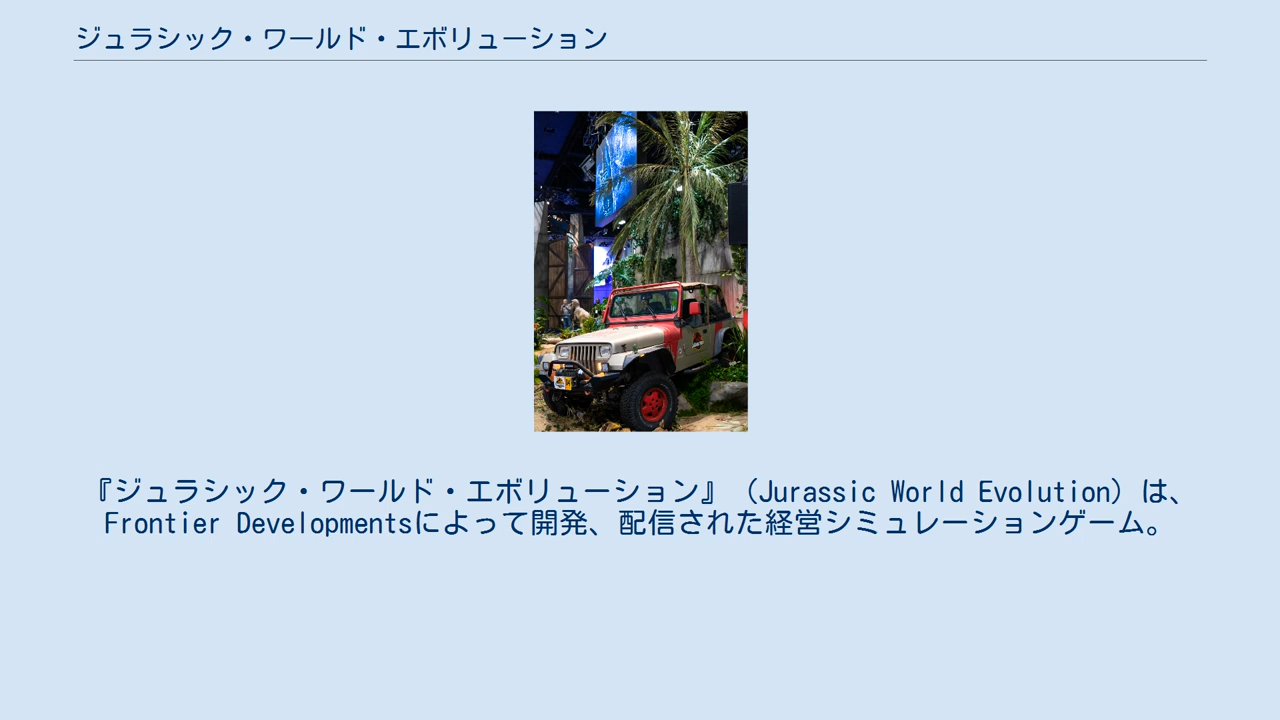 ジュラシック・ワールド・エボリューション
『ジュラシック・ワールド・エボリューション』（Jurassic World Evolution）は、
Frontier Developmentsによって開発、配信された経営シミュレーションゲーム。